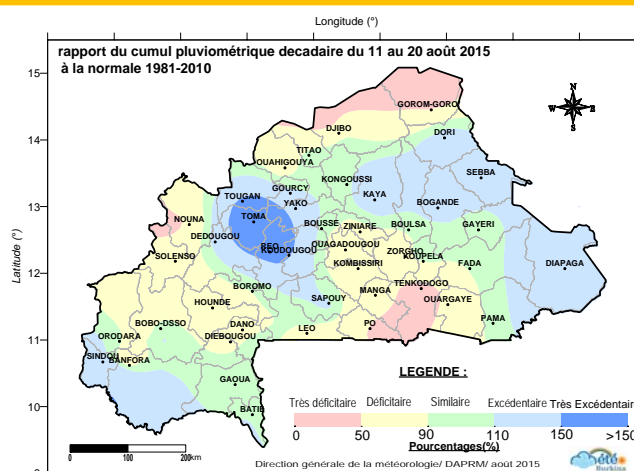 Longitude (°)
rapport du cumul pluviométrique decadaire du 11 au 20 août 2015
à la normale 1981-2010
15
N
W E
S
GOROM-GORO
14
DJIBO
DORI
TITAO
OUAHIGOUYA
KONGOUSSI
SEBBA
GOURCY
KAYA
TOUGAN
YAKO
BOGANDE
13
TOMA
NOUNA
BOUSSE
ZINIARE
BOULSA
GAYERI
DEDOUGOU
REO
OUAGADOUGOU
KOUDOUGOU
ZORGHO
KOUPELA
SOLENSO
KOMBISSIRI
FADA
DIAPAGA
12
Latitude (°)
BOROMO
TENKODOGO
MANGA
HOUNDE
SAPOUY
OUARGAYE
BOBO-DSSO
DANO
LEO
PO
PAMA
11
ORODARA
DIEBOUGOU
SINDOU
BANFORA
GAOUA
LEGENDE :
10
BATIE
Très déficitaire Déficitaire Similaire Excédentaire Très Excédentaire
0 50 90 110 150 >150
Pourcentages(%)
0 100 200km
Direction générale de la météorologie/ DAPRM/ août 2015
météo
Burkina